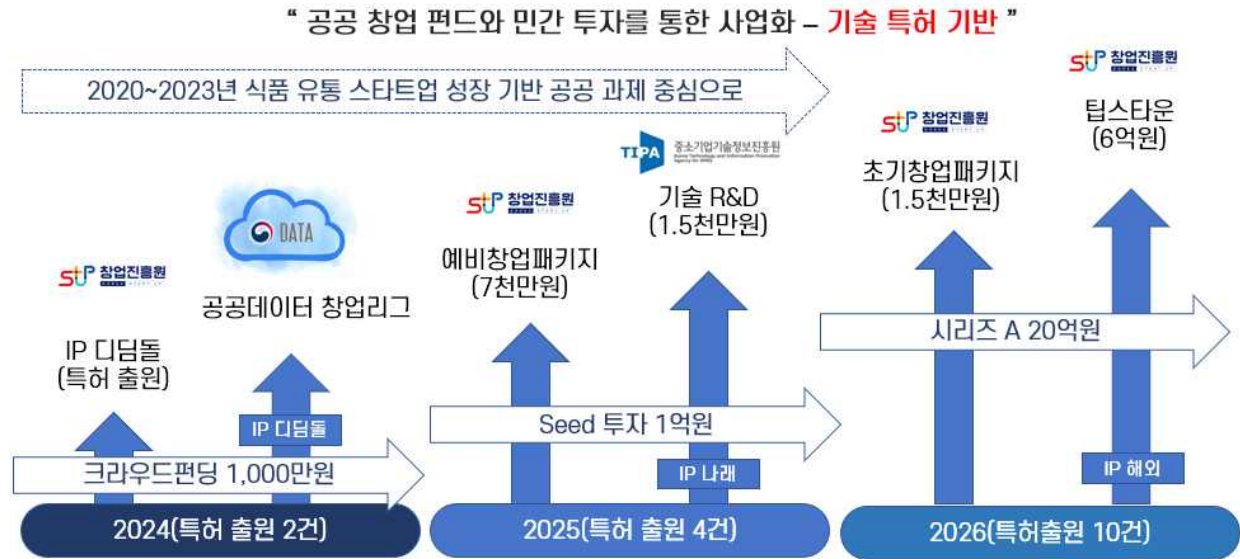 “ 공공 창업 펀드와 민간 투자를 통한 사업화 – 기술 특허 기반 ”
2020~2023년 식품 유통 스타트업 성장 기반 공공 과제 중심으로
창업진흥원
IP 디딤돌
(특허 출원)
DATA
공공데이터 창업리그
IP 디딤돌
크라우드펀딩 1,000만원
2024(특허 출원 2건)
창업진흥원
예비창업패키지
(7천만원)
TIPA 중소기업기술정보진흥원
기술 R&D
(1.5천만원)
Seed 투자 1억원
IP 나래
2025(특허 출원 4건)
창업진흥원
초기창업패키지
(1.5천만원)
창업진흥원
팁스타운
(6억원)
시리즈 A 20억원
IP 해외
2026(특허출원 10건)